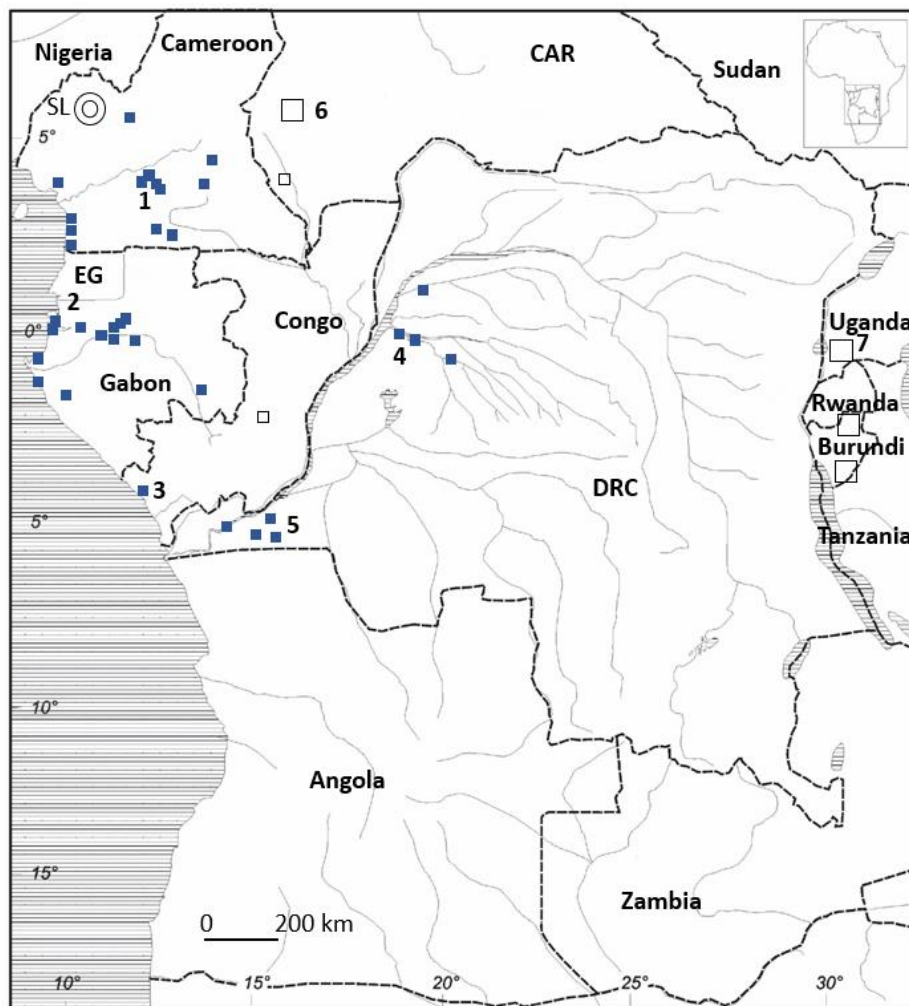 Nigeria
Cameroon
CAR
Sudan
SL
6
5°
1
EG
2
0°
Congo
Uganda
7
4
Gabon
Rwanda
Burundi
3
DRC
5°
5
Tanzania
10°
Angola
15°
Zambia
0 200 km
10° 15° 20° 25° 30°